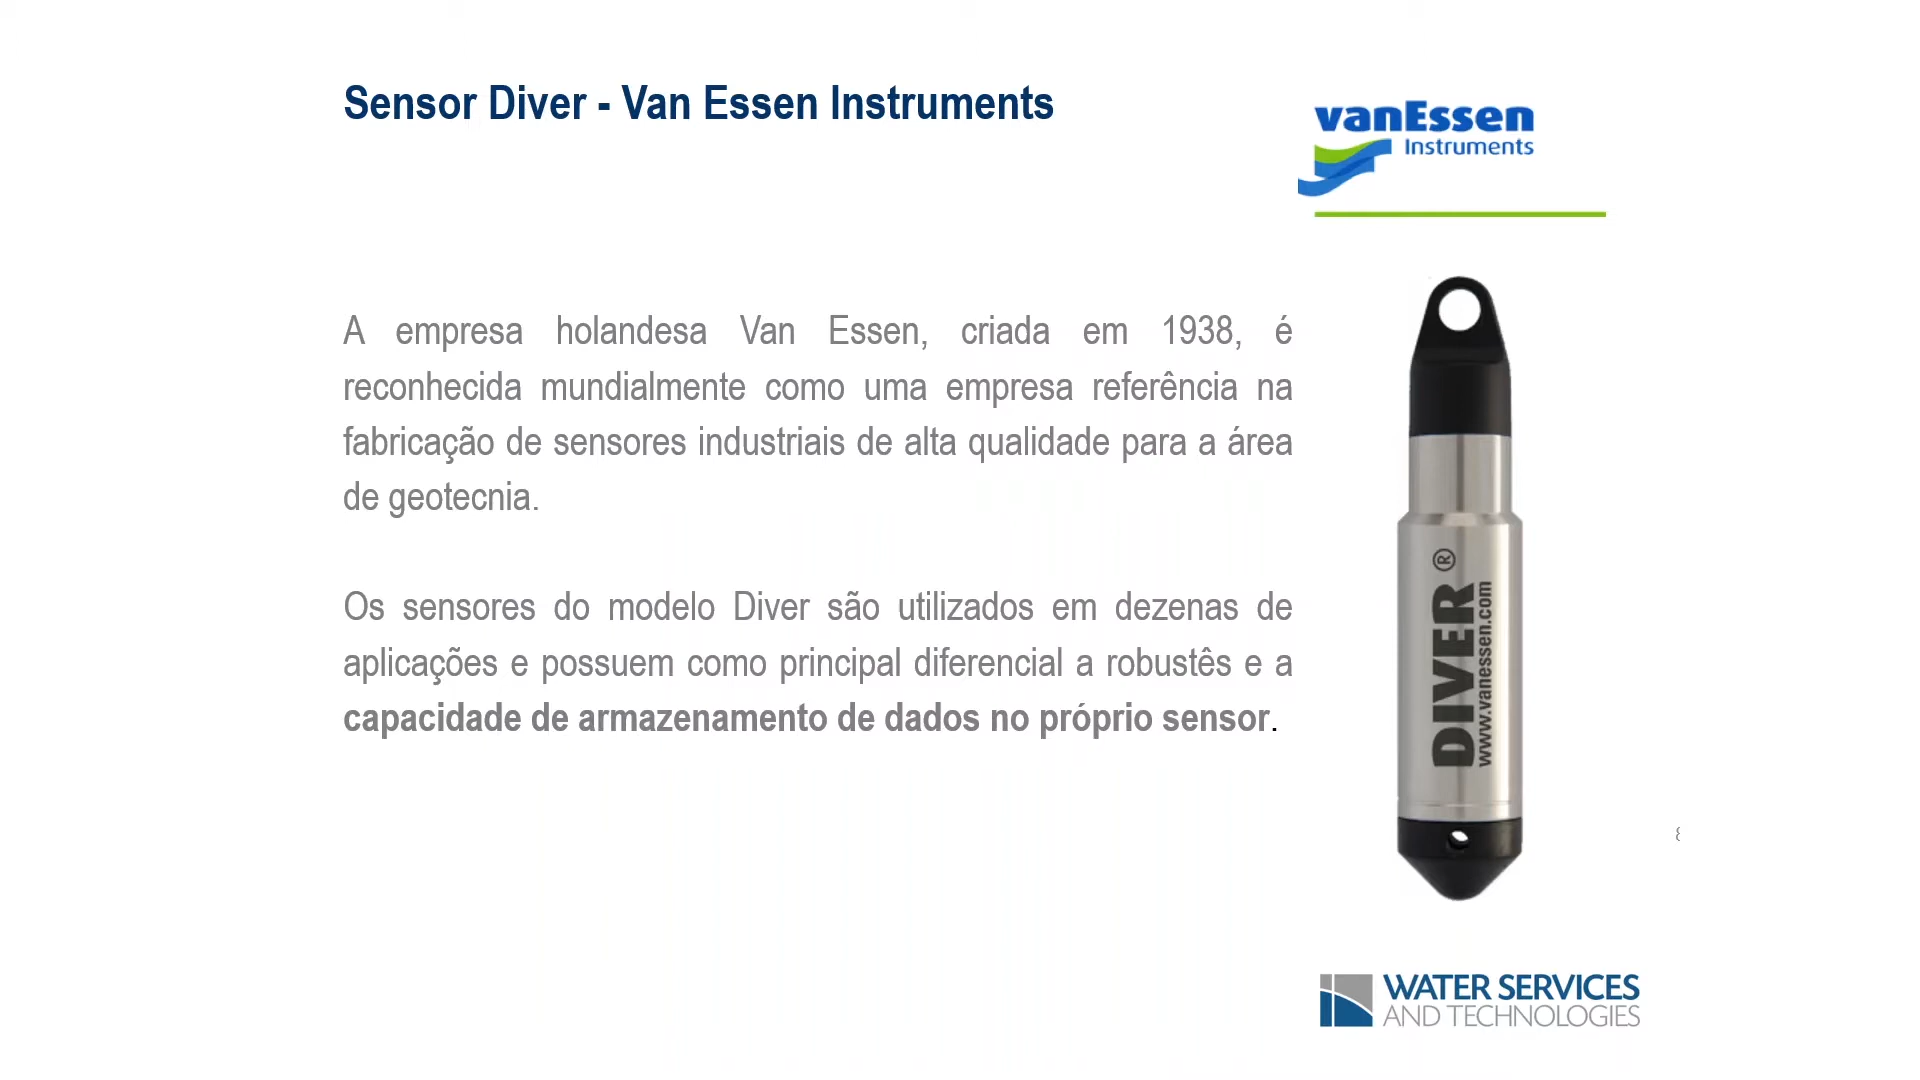 Sensor Diver - Van Essen Instruments
vanEssen
Instruments
A empresa holandesa Van Essen, criada em 1938, é
reconhecida mundialmente como uma empresa referência na
fabricação de sensores industriais de alta qualidade para a área
de geotecnia.
Os sensores do modelo Diver são utilizados em dezenas de
aplicações e possuem como principal diferencial a robustês e a
capacidade de armazenamento de dados no próprio sensor.
DIVER ®
www.vanessen.com
WATER SERVICES
AND TECHNOLOGIES